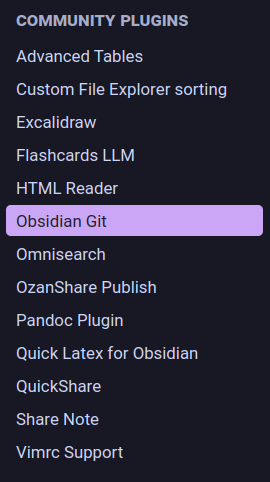 COMMUNITY PLUGINS
Advanced Tables
Custom File Explorer sorting
Excalidraw
Flashcards LLM
HTML Reader
Obsidian Git
Omnisearch
OzanShare Publish
Pandoc Plugin
Quick Latex for Obsidian
QuickShare
Share Note
Vimrc Support